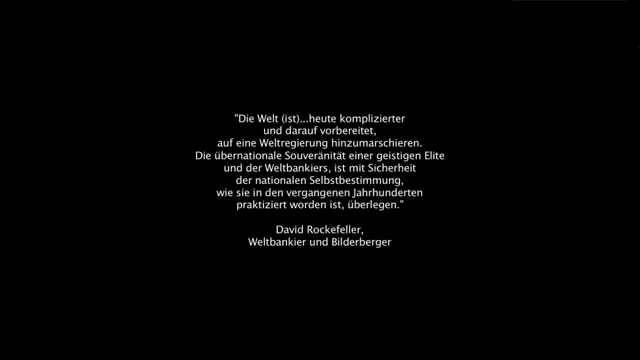 "Die Welt (ist)...heute komplizierter
und darauf vorbereitet,
auf eine Weltregierung hinzumarschieren.
Die übernationale Souveränität einer geistigen Elite
und der Weltbankiers, ist mit Sicherheit
der nationalen Selbstbestimmung,
wie sie in den vergangenen Jahrhunderten
praktiziert worden ist, überlegen."
David Rockefeller,
Weltbankier und Bilderberger